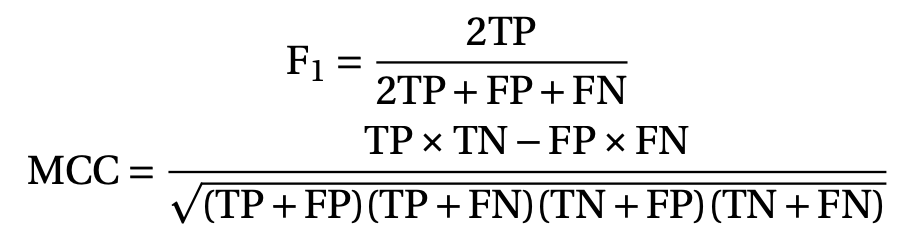 F₁ = 2TP / 2TP + FP + FN
MCC = TP × TN − FP × FN / √(TP + FP)(TP + FN)(TN + FP)(TN + FN)